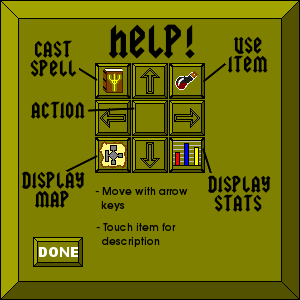 HELP!
CAST
SPELL
USE
ITEM
ACTION
DISPLAY
MAP
DISPLAY
STATS
- Move with arrow
keys
- Touch item for
description
DONE